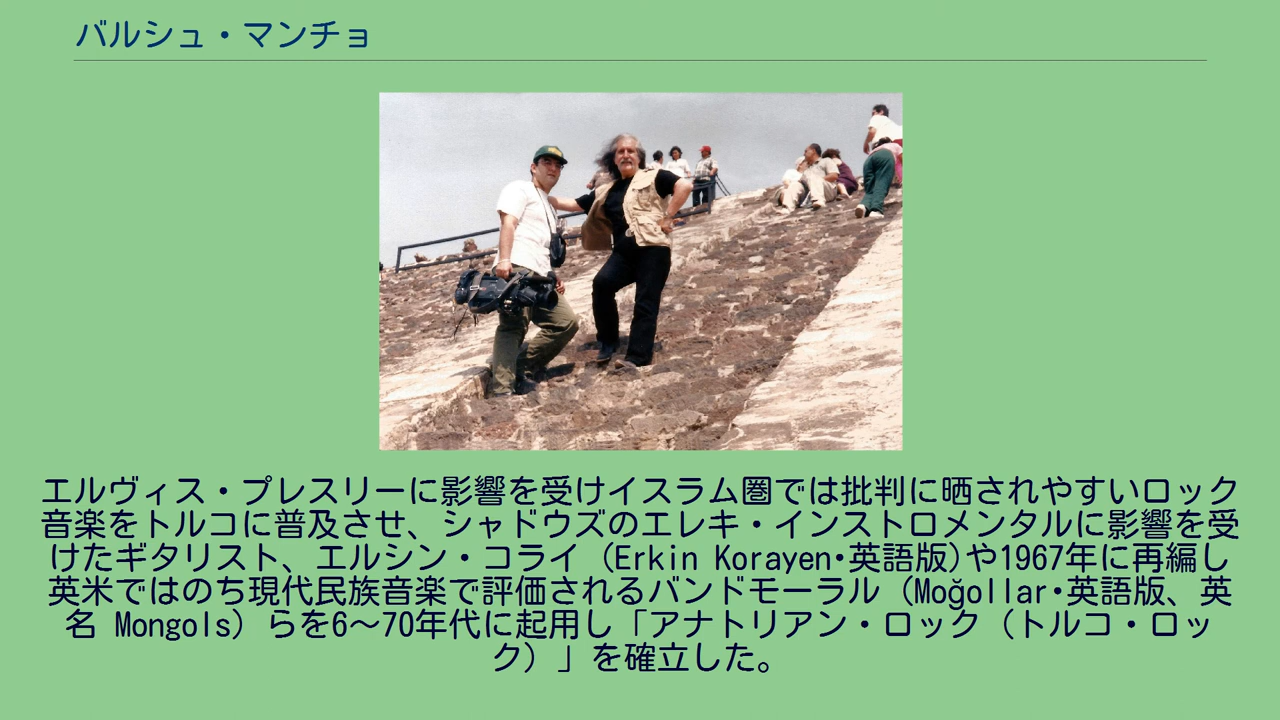 バルシュ・マンチョ
エルヴィス・プレスリーに影響を受けイスラム圏では批判に晒されやすいロック
音楽をトルコに普及させ、シャドウズのエレキ・インストロメンタルに影響を受
けたギタリスト、エルシン・コライ（Erkin Korayen•英語版)や1967年に再編し
英米ではのち現代民族音楽で評価されるバンドモーラル（Moğollar•英語版、英
名 Mongols）らを6〜70年代に起用し「アナトリアン・ロック（トルコ・ロッ
ク）」を確立した。